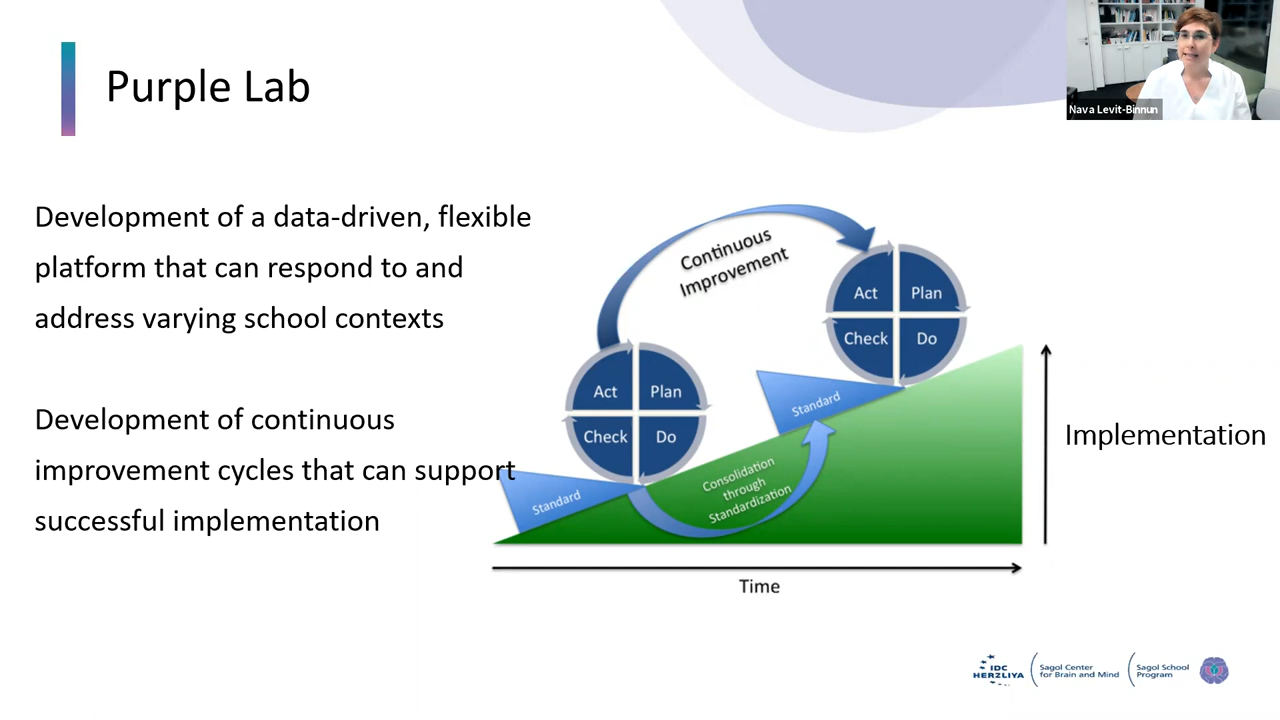 Purple Lab
Nava Levit-Binnun
Development of a data-driven, flexible
platform that can respond to and
address varying school contexts
Development of continuous
improvement cycles that can support
successful implementation
Continuous
Improvement
Act
Plan
Check
Do
Act
Plan
Check
Do
Standard
Standard
Consolidation
through
Standardization
Implementation
Time
IDC
HERZLIYA
Sagol Center
for Brain and Mind
Sagol School
Program